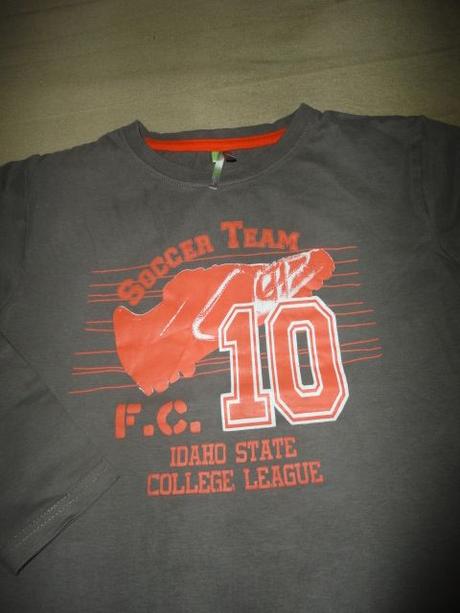 SOCCER TEAM
10
F.C.
IDAHO STATE
COLLEGE LEAGUE